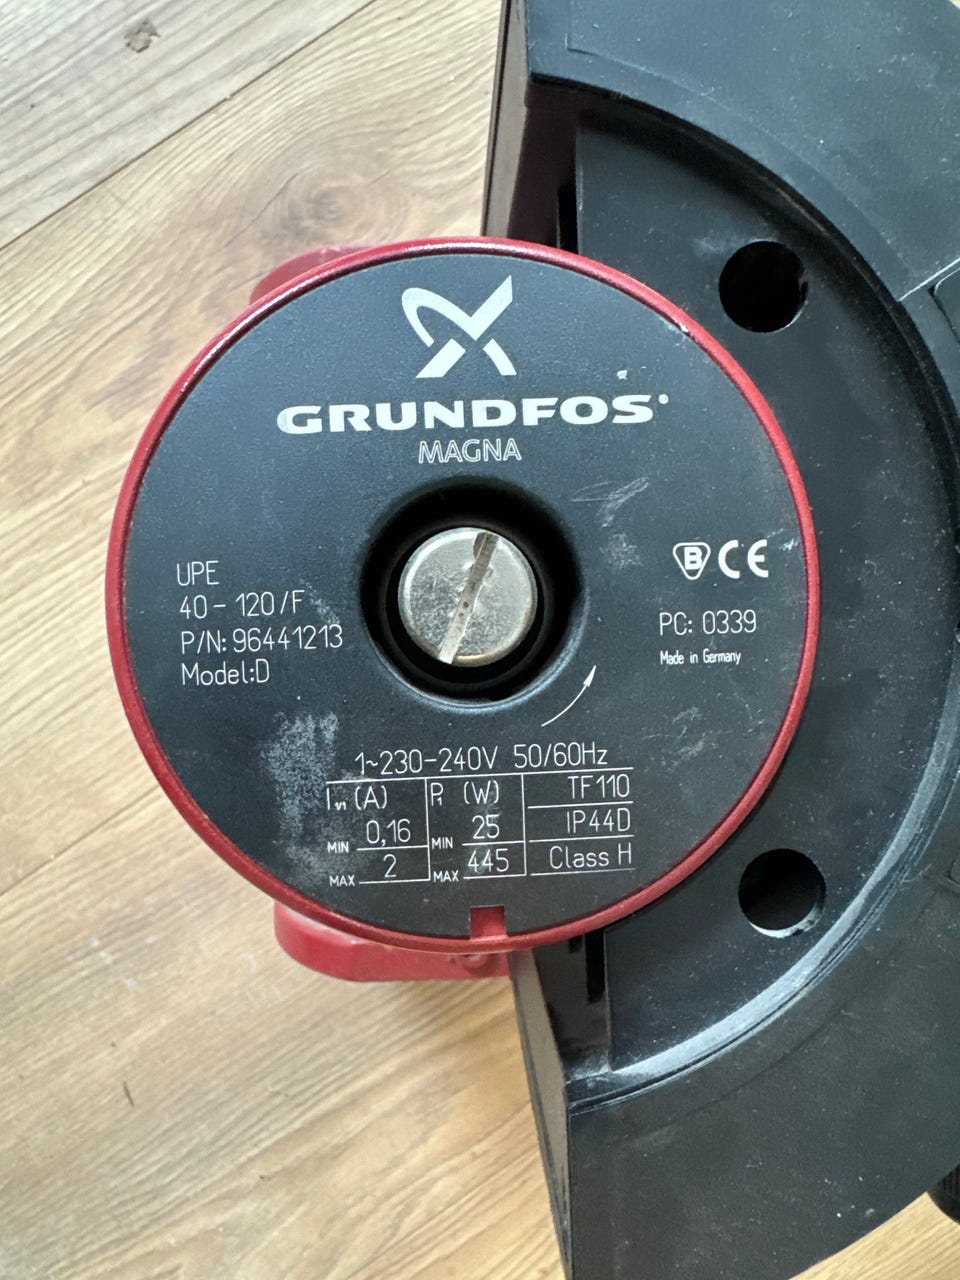 GRUNDFOS
MAGNA
UPE
40 - 120/F
P/N: 96441213
Model:D
B CE
PC: 0339
Made in Germany
1~230-240V 50/60Hz
I₁/₁ (A) P₁ (W) TF110
MIN 0,16 MIN 25 IP44D
MAX 2 MAX 445 Class H